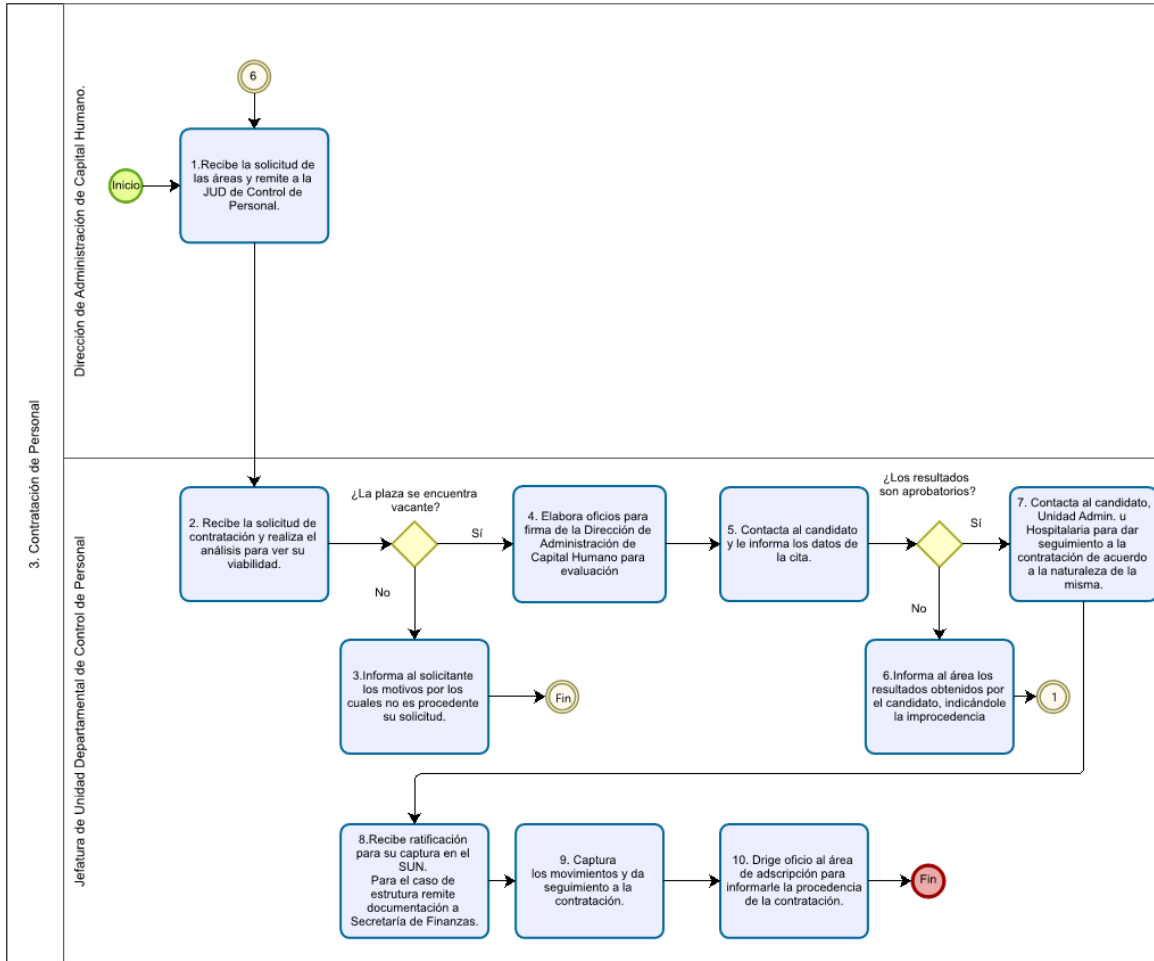 3. Contratación de Personal
Dirección de Administración de Capital Humano.
6
Inicio
1.Recibe la solicitud de
las áreas y remite a la
JUD de Control de
Personal.
Jefatura de Unidad Departamental de Control de Personal
2. Recibe la solicitud de
contratación y realiza el
análisis para ver su
viabilidad.
¿La plaza se encuentra
vacante?
Sí
No
3.Informa al solicitante
los motivos por los
cuales no es procedente
su solicitud.
Fin
4. Elabora oficios para
firma de la Dirección de
Administración de
Capital Humano para
evaluación
5. Contacta al candidato
y le informa los datos de
la cita.
¿Los resultados
son aprobatorios?
Sí
No
6.Informa al área los
resultados obtenidos por
el candidato, indicándole
la improcedencia
1
7. Contacta al candidato,
Unidad Admin. u
Hospitalaria para dar
seguimiento a la
contratación de acuerdo
a la naturaleza de la
misma.
8.Recibe ratificación
para su captura en el
SUN.
Para el caso de
estrutura remite
documentación a
Secretaría de Finanzas.
9. Captura
los movimientos y da
seguimiento a la
contratación.
10. Drige oficio al área
de adscripción para
informarle la procedencia
de la contratación.
Fin